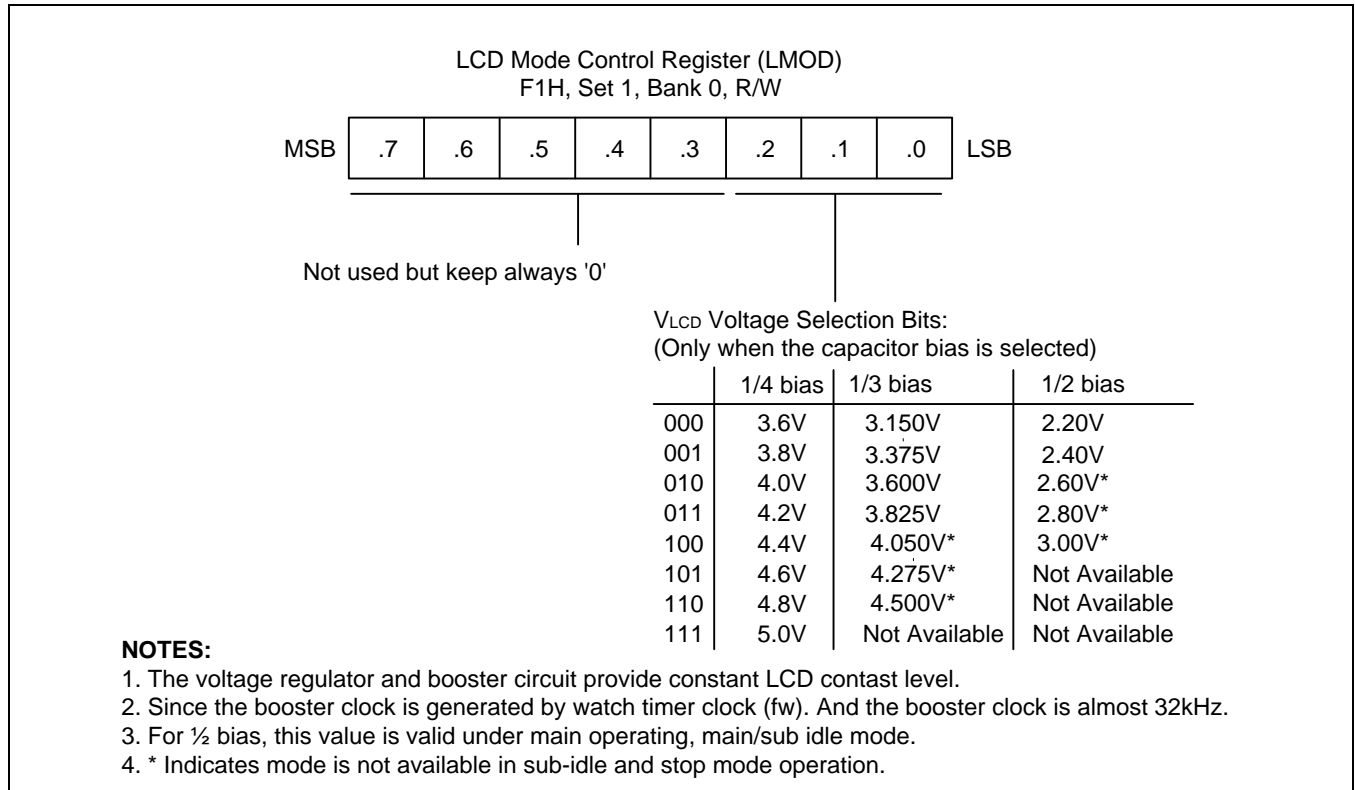 LCD Mode Control Register (LMOD)
F1H, Set 1, Bank 0, R/W
MSB .7 .6 .5 .4 .3 .2 .1 .0 LSB
Not used but keep always '0'
VLCD Voltage Selection Bits:
(Only when the capacitor bias is selected)
1/4 bias 1/3 bias 1/2 bias
000 3.6V 3.150V 2.20V
001 3.8V 3.375V 2.40V
010 4.0V 3.600V 2.60V*
011 4.2V 3.825V 2.80V*
100 4.4V 4.050V* 3.00V*
101 4.6V 4.275V* Not Available
110 4.8V 4.500V* Not Available
111 5.0V Not Available Not Available
NOTES:
1. The voltage regulator and booster circuit provide constant LCD contast level.
2. Since the booster clock is generated by watch timer clock (fw). And the booster clock is almost 32kHz.
3. For ½ bias, this value is valid under main operating, main/sub idle mode.
4. * Indicates mode is not available in sub-idle and stop mode operation.